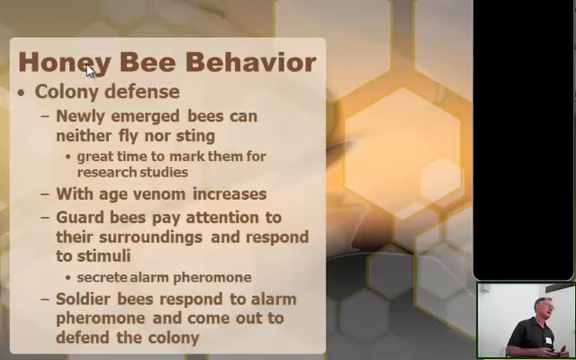 Honey Bee Behavior
• Colony defense
– Newly emerged bees can
neither fly nor sting
• great time to mark them for
research studies
– With age venom increases
– Guard bees pay attention to
their surroundings and respond
to stimuli
• secrete alarm pheromone
– Soldier bees respond to alarm
pheromone and come out to
defend the colony